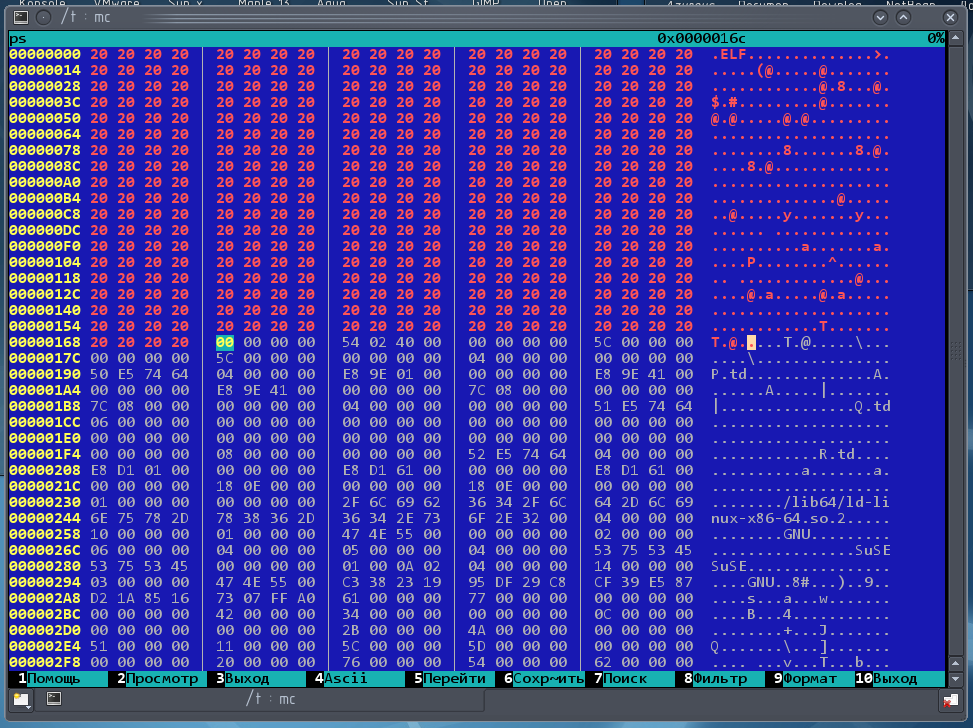 /t : mc
ps 0x0000016c 0%
00000000 20 20 20 20 20 20 20 20 20 20 20 20 20 20 20 20 20 20 20 20 .ELF..............>.
00000014 20 20 20 20 20 20 20 20 20 20 20 20 20 20 20 20 20 20 20 20 .....(@.....@.......
00000028 20 20 20 20 20 20 20 20 20 20 20 20 20 20 20 20 20 20 20 20 ............@.8...@.
0000003C 20 20 20 20 20 20 20 20 20 20 20 20 20 20 20 20 20 20 20 20 $.#.........@.......
00000050 20 20 20 20 20 20 20 20 20 20 20 20 20 20 20 20 20 20 20 20 @.@.....@.@.........
00000064 20 20 20 20 20 20 20 20 20 20 20 20 20 20 20 20 20 20 20 20 ....................
00000078 20 20 20 20 20 20 20 20 20 20 20 20 20 20 20 20 20 20 20 20 ........8.......8.@.
0000008C 20 20 20 20 20 20 20 20 20 20 20 20 20 20 20 20 20 20 20 20 ....8.@.............
000000A0 20 20 20 20 20 20 20 20 20 20 20 20 20 20 20 20 20 20 20 20 ....................
000000B4 20 20 20 20 20 20 20 20 20 20 20 20 20 20 20 20 20 20 20 20 ..............@.....
000000C8 20 20 20 20 20 20 20 20 20 20 20 20 20 20 20 20 20 20 20 20 ..@.....y.......y...
000000DC 20 20 20 20 20 20 20 20 20 20 20 20 20 20 20 20 20 20 20 20 ...... .............
000000F0 20 20 20 20 20 20 20 20 20 20 20 20 20 20 20 20 20 20 20 20 ..........a.......a.
00000104 20 20 20 20 20 20 20 20 20 20 20 20 20 20 20 20 20 20 20 20 ....P........^......
00000118 20 20 20 20 20 20 20 20 20 20 20 20 20 20 20 20 20 20 20 20 .. .............@...
0000012C 20 20 20 20 20 20 20 20 20 20 20 20 20 20 20 20 20 20 20 20 ....@.a.....@.a.....
00000140 20 20 20 20 20 20 20 20 20 20 20 20 20 20 20 20 20 20 20 20 ....................
00000154 20 20 20 20 20 20 20 20 20 20 20 20 20 20 20 20 20 20 20 20 ............T.......
00000168 20 20 20 20 00 00 00 00 54 02 40 00 00 00 00 00 5C 00 00 00 T.@.....T.@.....\...
0000017C 00 00 00 00 5C 00 00 00 00 00 00 00 04 00 00 00 00 00 00 00 ....\...............
00000190 50 E5 74 64 04 00 00 00 E8 9E 01 00 00 00 00 00 E8 9E 41 00 P.td..............A.
000001A4 00 00 00 00 E8 9E 41 00 00 00 00 00 7C 08 00 00 00 00 00 00 ......A.....|.......
000001B8 7C 08 00 00 00 00 00 00 04 00 00 00 00 00 00 00 51 E5 74 64 |...............Q.td
000001CC 06 00 00 00 00 00 00 00 00 00 00 00 00 00 00 00 00 00 00 00 ....................
000001E0 00 00 00 00 00 00 00 00 00 00 00 00 00 00 00 00 00 00 00 00 ....................
000001F4 00 00 00 00 08 00 00 00 00 00 00 00 52 E5 74 64 04 00 00 00 ............R.td....
00000208 E8 D1 01 00 00 00 00 00 E8 D1 61 00 00 00 00 00 E8 D1 61 00 ..........a.......a.
0000021C 00 00 00 00 18 0E 00 00 00 00 00 00 18 0E 00 00 00 00 00 00 ....................
00000230 01 00 00 00 00 00 00 00 2F 6C 69 62 36 34 2F 6C 64 2D 6C 69 ......../lib64/ld-li
00000244 6E 75 78 2D 78 38 36 2D 36 34 2E 73 6F 2E 32 00 04 00 00 00 nux-x86-64.so.2.....
00000258 10 00 00 00 01 00 00 00 47 4E 55 00 00 00 00 00 02 00 00 00 ........GNU.........
0000026C 06 00 00 00 04 00 00 00 05 00 00 00 04 00 00 00 53 75 53 45 ................SuSE
00000280 53 75 53 45 00 00 00 00 01 00 0A 02 04 00 00 00 14 00 00 00 SuSE................
00000294 03 00 00 00 47 4E 55 00 C3 38 23 19 95 DF 29 C8 CF 39 E5 87 ....GNU..8#...)..9..
000002A8 D2 1A 85 16 73 07 FF A0 61 00 00 00 77 00 00 00 00 00 00 00 ....s...a...w.......
000002BC 00 00 00 00 42 00 00 00 34 00 00 00 00 00 00 00 0C 00 00 00 ....B...4...........
000002D0 00 00 00 00 00 00 00 00 2B 00 00 00 4A 00 00 00 00 00 00 00 ........+...J.......
000002E4 51 00 00 00 11 00 00 00 5C 00 00 00 5D 00 00 00 00 00 00 00 Q.......\...].......
000002F8 00 00 00 00 20 00 00 00 76 00 00 00 54 00 00 00 62 00 00 00 .... ...v...T...b...
1Помощь 2Просмотр 3Выход 4Ascii 5Перейти 6Сохр~ить 7Поиск 8Фильтр 9Формат 10Выход
/t : mc